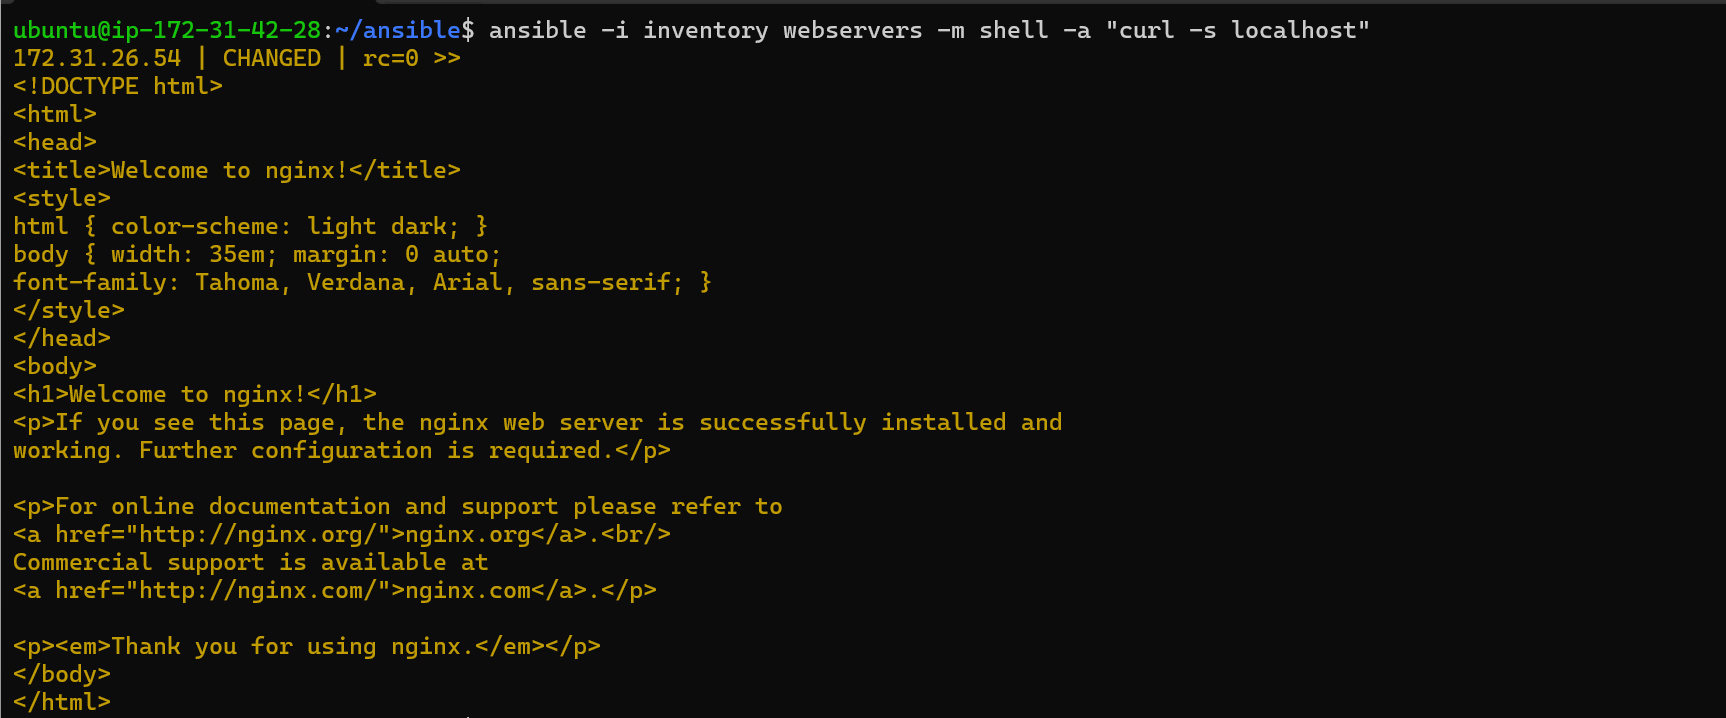 ubuntu@ip-172-31-42-28:~/ansible$ ansible -i inventory webservers -m shell -a "curl -s localhost"
172.31.26.54 | CHANGED | rc=0 >>
<!DOCTYPE html>
<html>
<head>
<title>Welcome to nginx!</title>
<style>
html { color-scheme: light dark; }
body { width: 35em; margin: 0 auto;
font-family: Tahoma, Verdana, Arial, sans-serif; }
</style>
</head>
<body>
<h1>Welcome to nginx!</h1>
<p>If you see this page, the nginx web server is successfully installed and
working. Further configuration is required.</p>

<p>For online documentation and support please refer to
<a href="http://nginx.org/">nginx.org</a>.<br/>
Commercial support is available at
<a href="http://nginx.com/">nginx.com</a>.</p>

<p><em>Thank you for using nginx.</em></p>
</body>
</html>